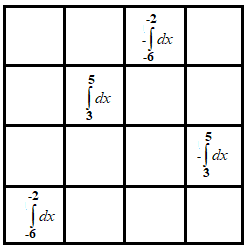 -∫_{-6}^{-2} dx
∫_{3}^{5} dx
-∫_{3}^{5} dx
∫_{-6}^{-2} dx